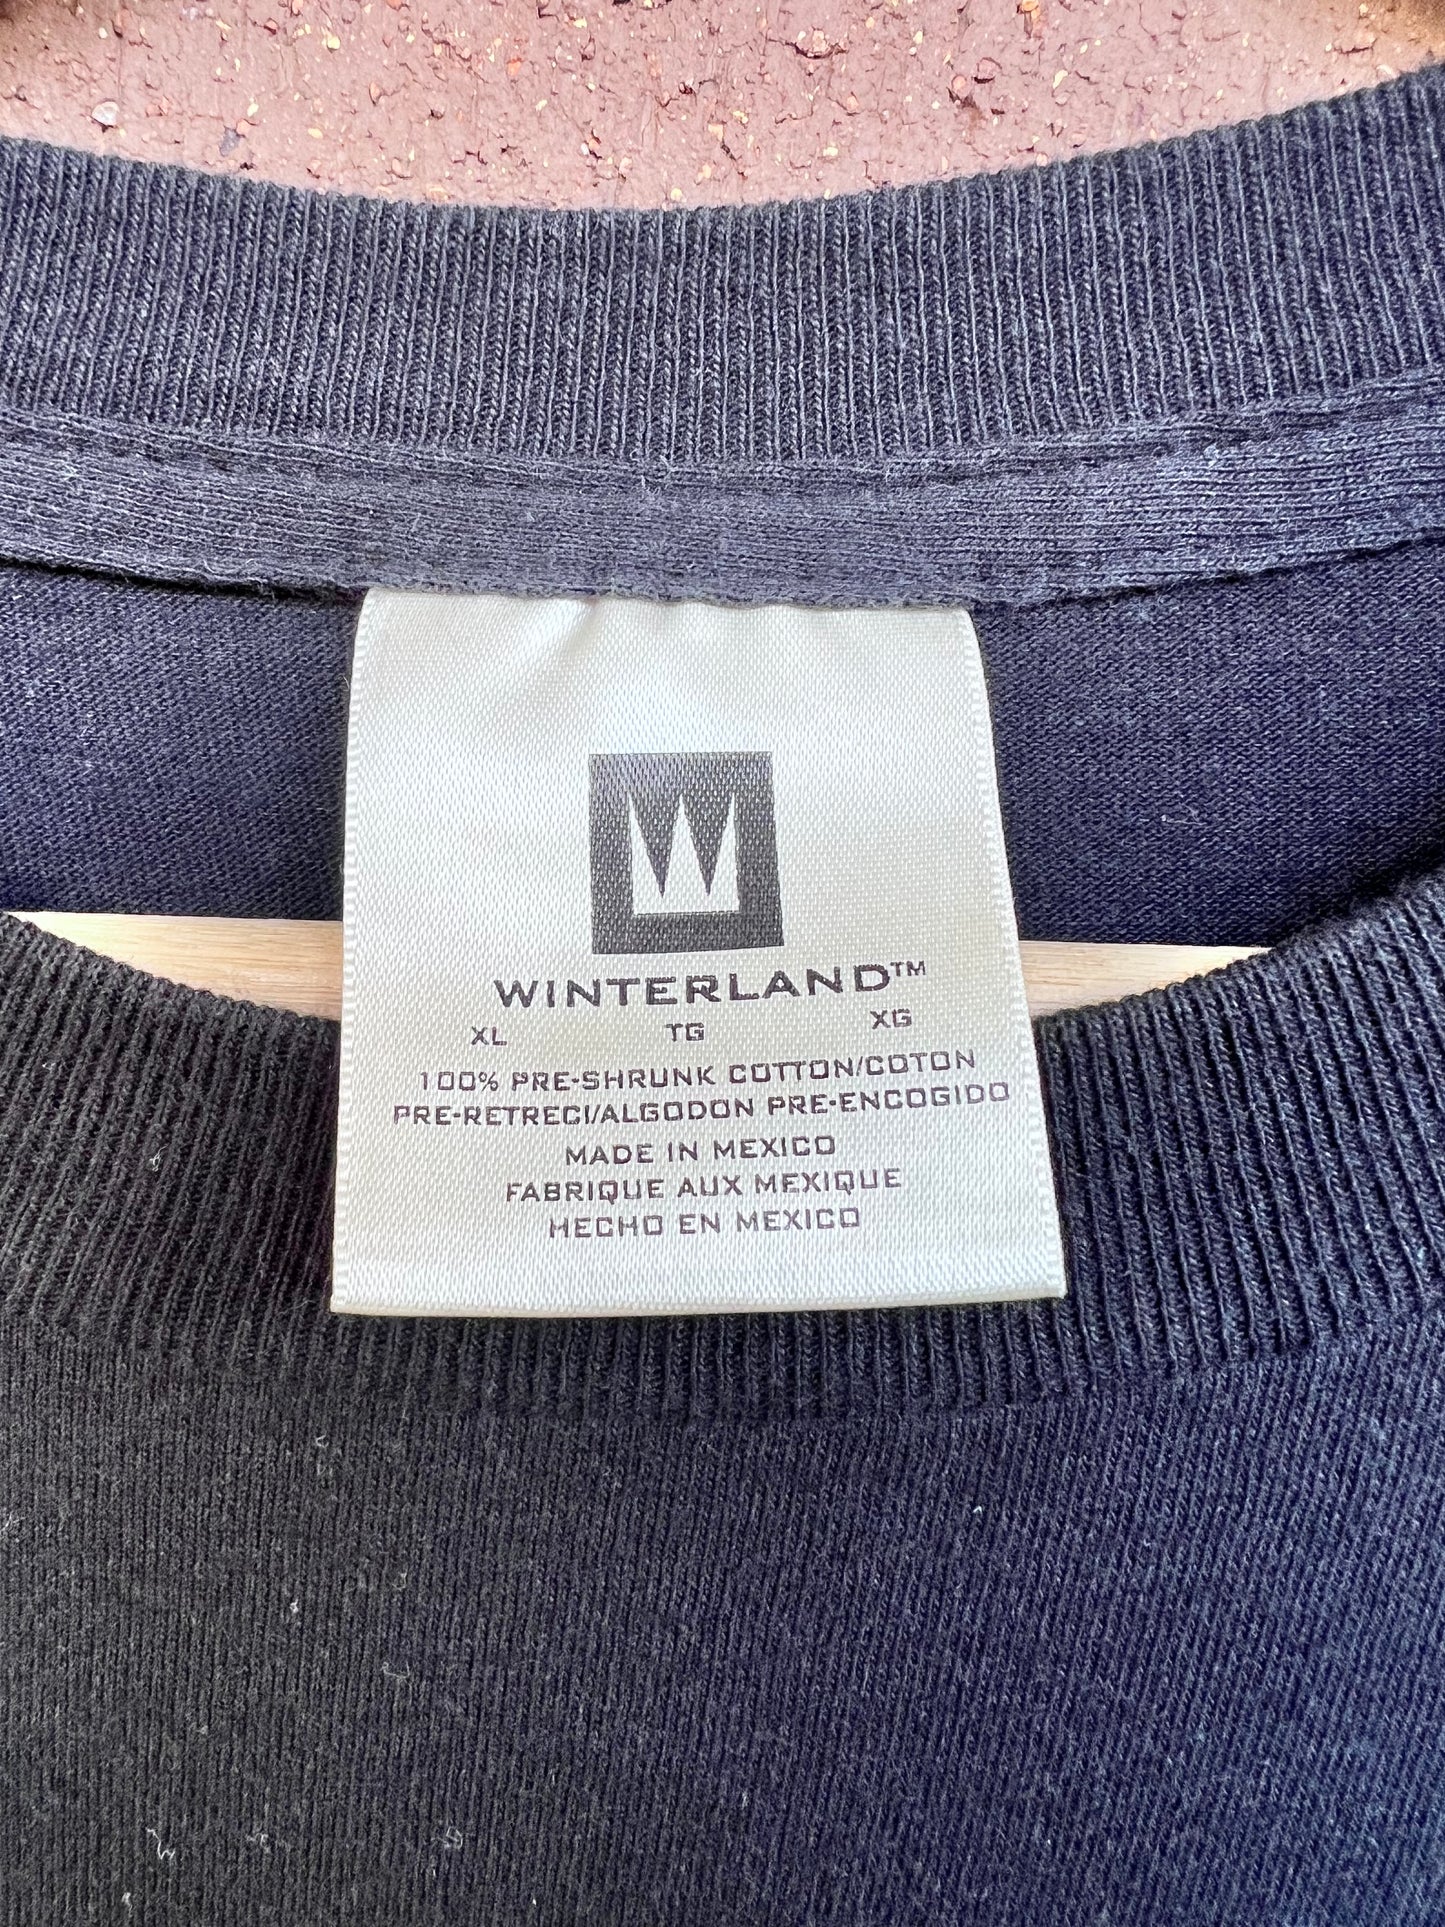 W
WINTERLAND™
XL TG XG
100% PRE-SHRUNK COTTON/COTON
PRE-RETRECI/ALGODON PRE-ENCOGIDO
MADE IN MEXICO
FABRIQUE AUX MEXIQUE
HECHO EN MEXICO